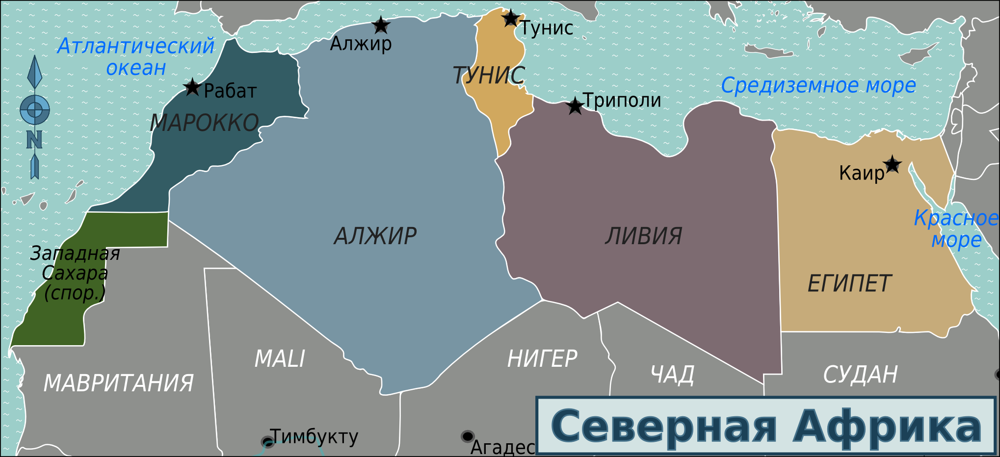 Тунис
Алжир
Атлантический
океан
ТУНИС
Средиземное море
Рабат
Триполи
МАРОККО
N
Каир
Красное
море
АЛЖИР
ЛИВИЯ
Западная
Сахара
(спор.)
ЕГИПЕТ
MALI
НИГЕР
ЧАД
СУДАН
МАВРИТАНИЯ
Северная Африка
Тимбукту
Агадес